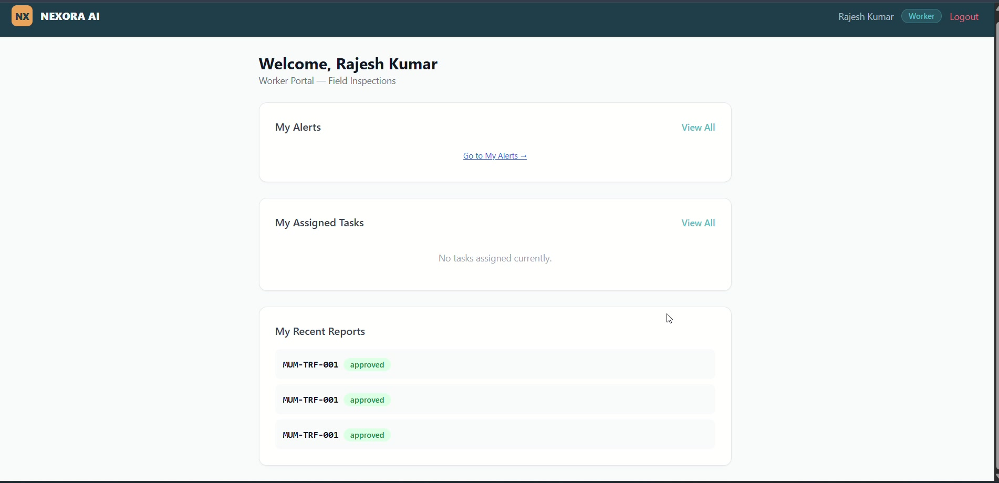 NX NEXORA AI Rajesh Kumar Worker Logout
Welcome, Rajesh Kumar
Worker Portal — Field Inspections
My Alerts View All
Go to My Alerts →
My Assigned Tasks View All
No tasks assigned currently.
My Recent Reports
MUM-TRF-001 approved
MUM-TRF-001 approved
MUM-TRF-001 approved